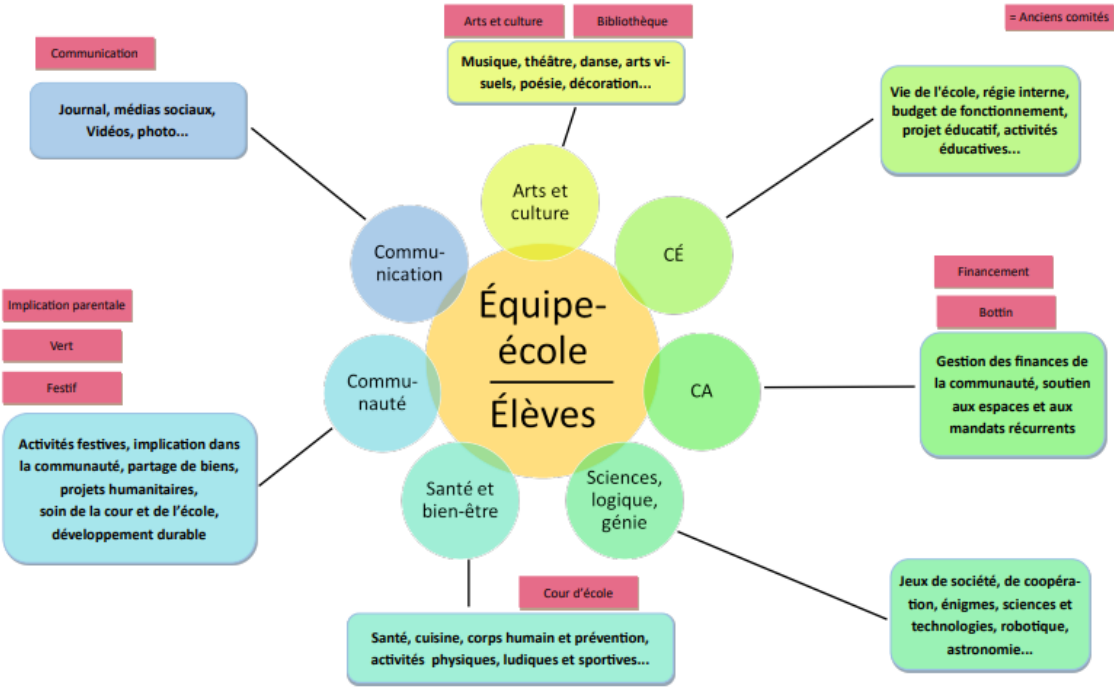 Arts et culture
Bibliothèque
= Anciens comités
Communication
Musique, théâtre, danse, arts vi-
suels, poésie, décoration...
Journal, médias sociaux,
Vidéos, photo...
Vie de l'école, régie interne,
budget de fonctionnement,
projet éducatif, activités
éducatives...
Arts et
culture
Commu-
nication
CÉ
Équipe-
école
Élèves
Implication parentale
Vert
Festif
Financement
Bottin
Commu-
nauté
CA
Gestion des finances de
la communauté, soutien
aux espaces et aux
mandats récurrents
Activités festives, implication dans
la communauté, partage de biens,
projets humanitaires,
soin de la cour et de l'école,
développement durable
Santé et
bien-être
Sciences,
logique,
génie
Cour d'école
Santé, cuisine, corps humain et prévention,
activités physiques, ludiques et sportives...
Jeux de société, de coopéra-
tion, énigmes, sciences et
technologies, robotique,
astronomie...